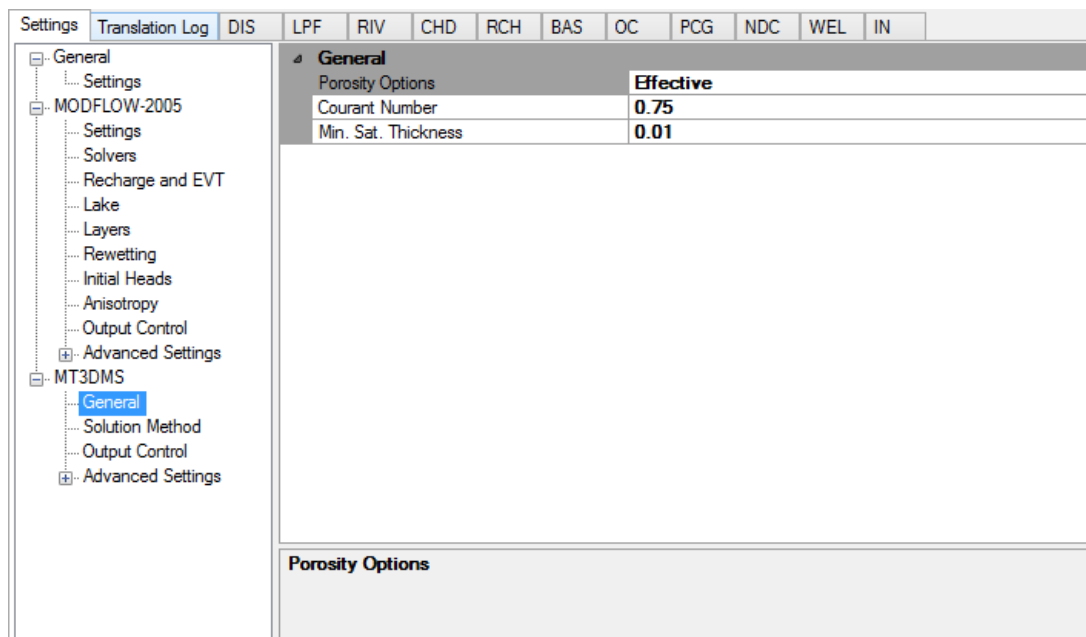 Settings Translation Log DIS LPF RIV CHD RCH BAS OC PCG NDC WEL IN
General
Settings
MODFLOW-2005
Settings
Solvers
Recharge and EVT
Lake
Layers
Rewetting
Initial Heads
Anisotropy
Output Control
Advanced Settings
MT3DMS
General
Solution Method
Output Control
Advanced Settings
General
Porosity Options Effective
Courant Number 0.75
Min. Sat. Thickness 0.01
Porosity Options